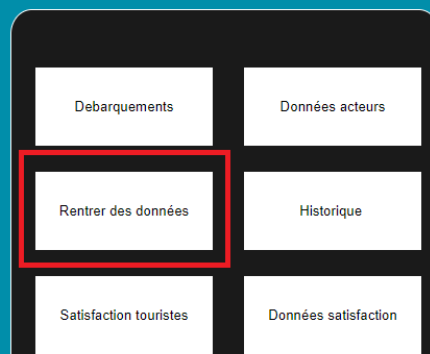 Debarquements
Données acteurs
Rentrer des données
Historique
Satisfaction touristes
Données satisfaction